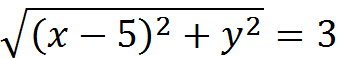 √((x − 5)² + y²) = 3